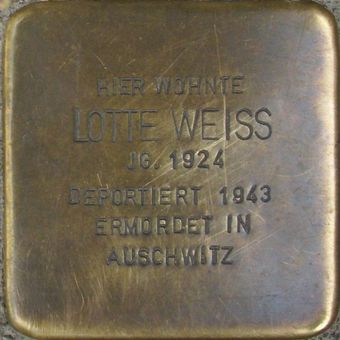 HIER WOHNTE
LOTTE WEISS
JG. 1924
DEPORTIERT 1943
ERMORDET IN
AUSCHWITZ